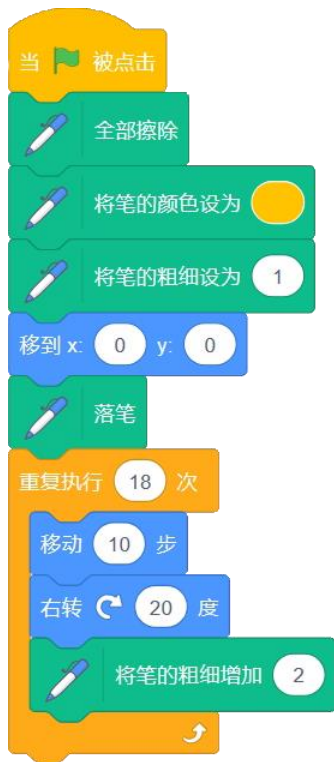 当 被点击
全部擦除
将笔的颜色设为
将笔的粗细设为 1
移到 x: 0 y: 0
落笔
重复执行 18 次
移动 10 步
右转 20 度
将笔的粗细增加 2